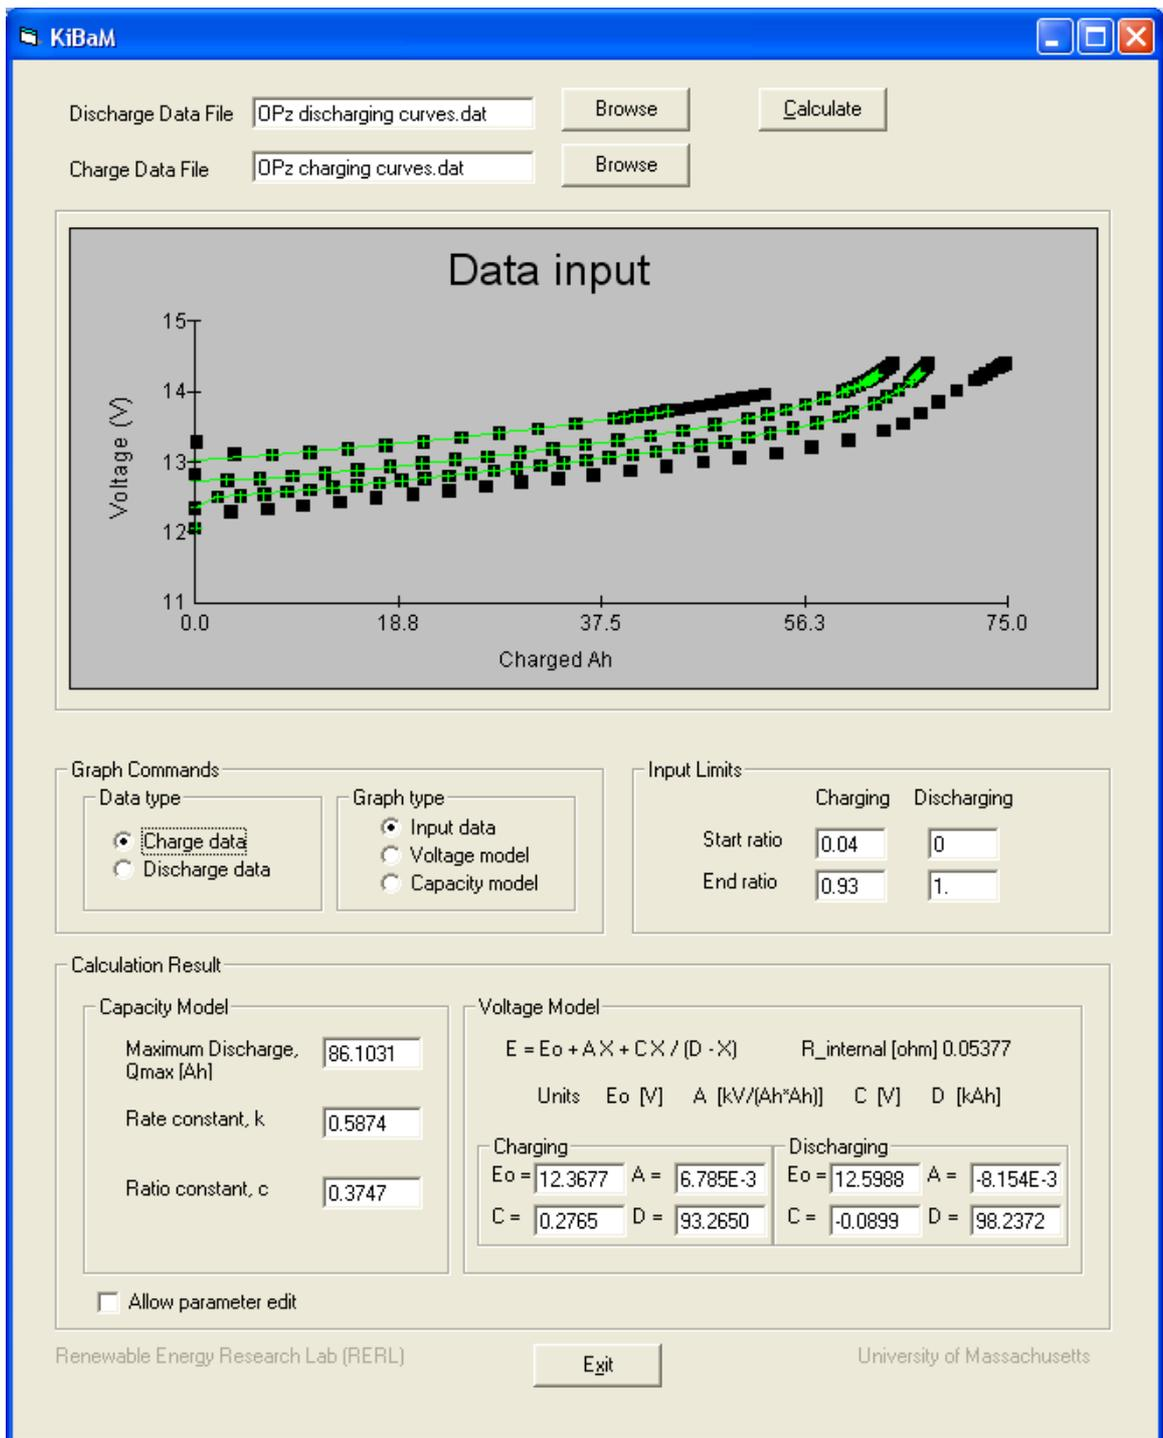 KiBaM
Discharge Data File OPz discharging curves.dat Browse Calculate
Charge Data File OPz charging curves.dat Browse
Data input
15
14
13
12
11
Voltage (V)
0.0 18.8 37.5 56.3 75.0
Charged Ah
Graph Commands
Data type
Charge data
Discharge data
Graph type
Input data
Voltage model
Capacity model
Input Limits
Charging Discharging
Start ratio 0.04 0
End ratio 0.93 1.
Calculation Result
Capacity Model
Maximum Discharge,
Qmax [Ah] 86.1031
Rate constant, k 0.5874
Ratio constant, c 0.3747
Voltage Model
E = Eo + A X + C X / (D - X) R_internal [ohm] 0.05377
Units Eo [V] A [kV/(Ah*Ah)] C [V] D [kAh]
Charging
Eo = 12.3677 A = 6.785E-3
C = 0.2765 D = 93.2650
Discharging
Eo = 12.5988 A = -8.154E-3
C = -0.0899 D = 98.2372
Allow parameter edit
Renewable Energy Research Lab (RERL) Exit University of Massachusetts